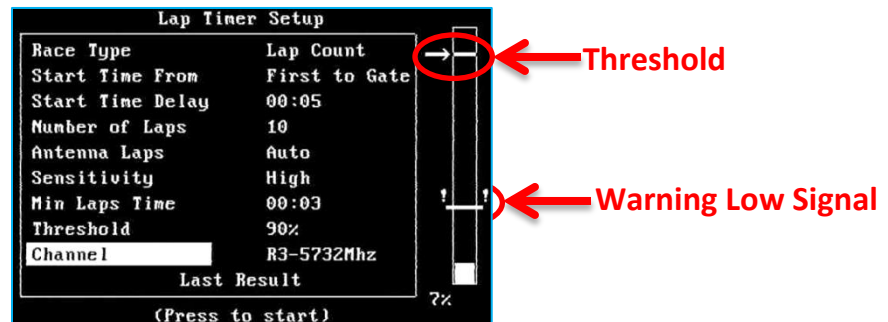 Lap Timer Setup
Race Type Lap Count
Start Time From First to Gate
Start Time Delay 00:05
Number of Laps 10
Antenna Laps Auto
Sensitivity High
Min Laps Time 00:03
Threshold 90%
Channel R3-5732Mhz
Last Result
(Press to start)
7%
! !
Threshold
Warning Low Signal